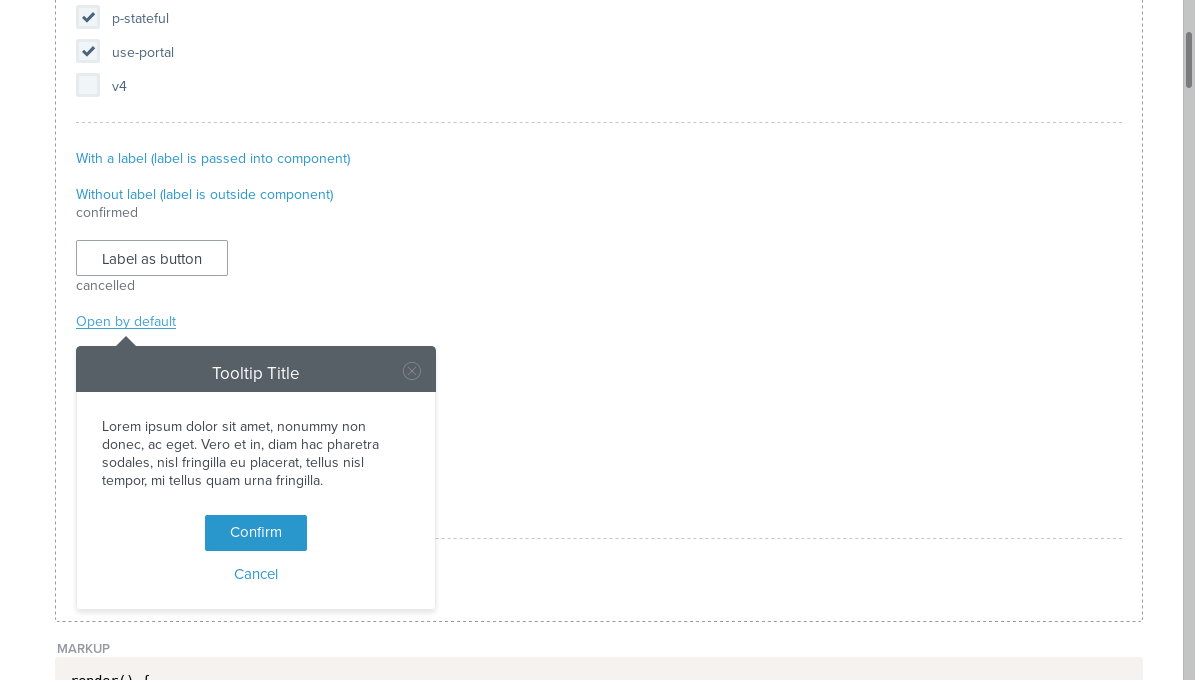 p-stateful
use-portal
v4
With a label (label is passed into component)
Without label (label is outside component)
confirmed
Label as button
cancelled
Open by default
Tooltip Title
Lorem ipsum dolor sit amet, nonummy non
donec, ac eget. Vero et in, diam hac pharetra
sodales, nisl fringilla eu placerat, tellus nisl
tempor, mi tellus quam urna fringilla.
Confirm
Cancel
MARKUP
render() {